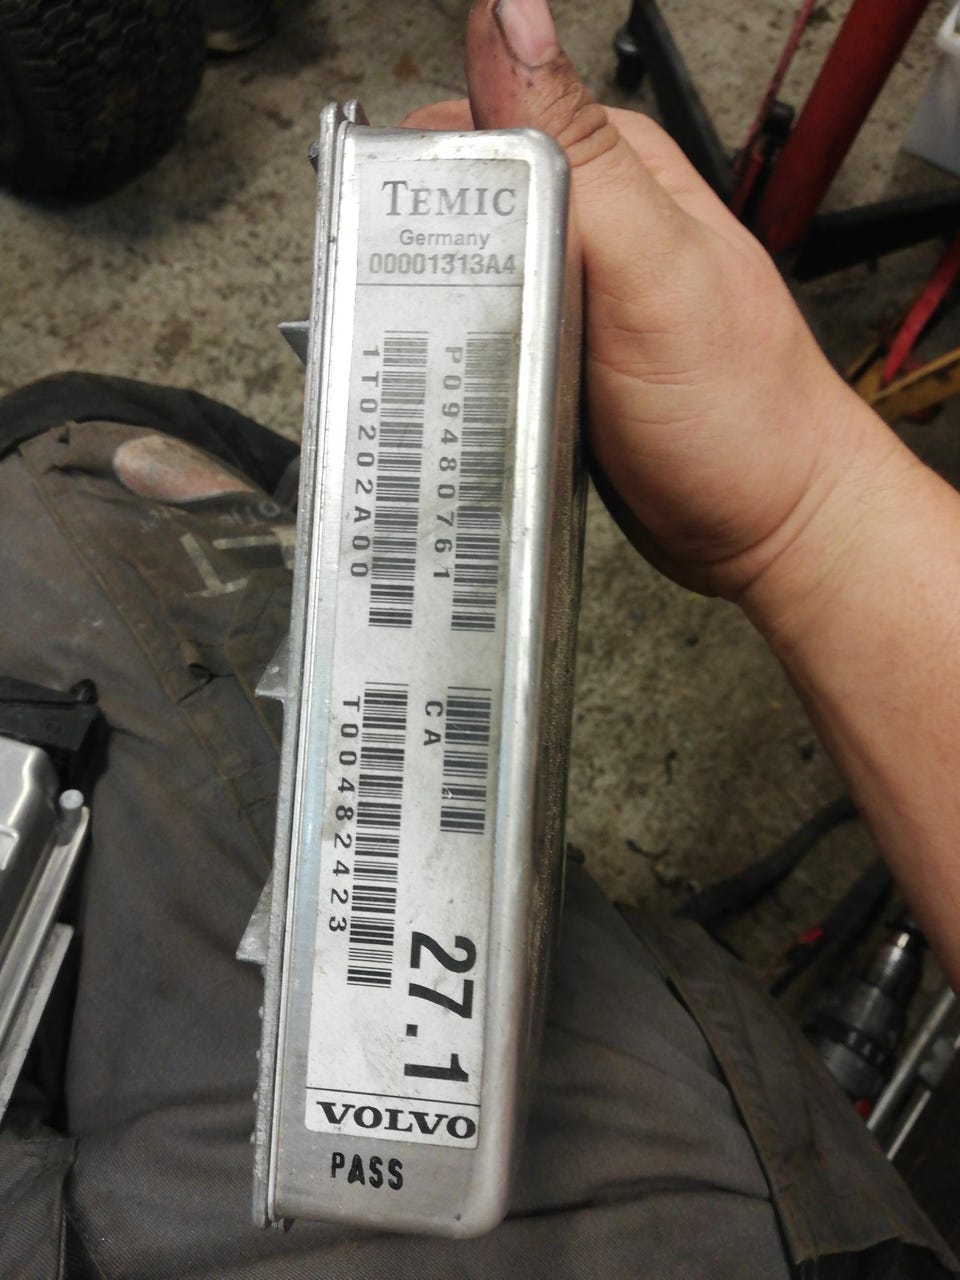 TEMIC
Germany
00001313A4
P09480761
1T0202A00
CA
T00482423
27.1
VOLVO
PASS